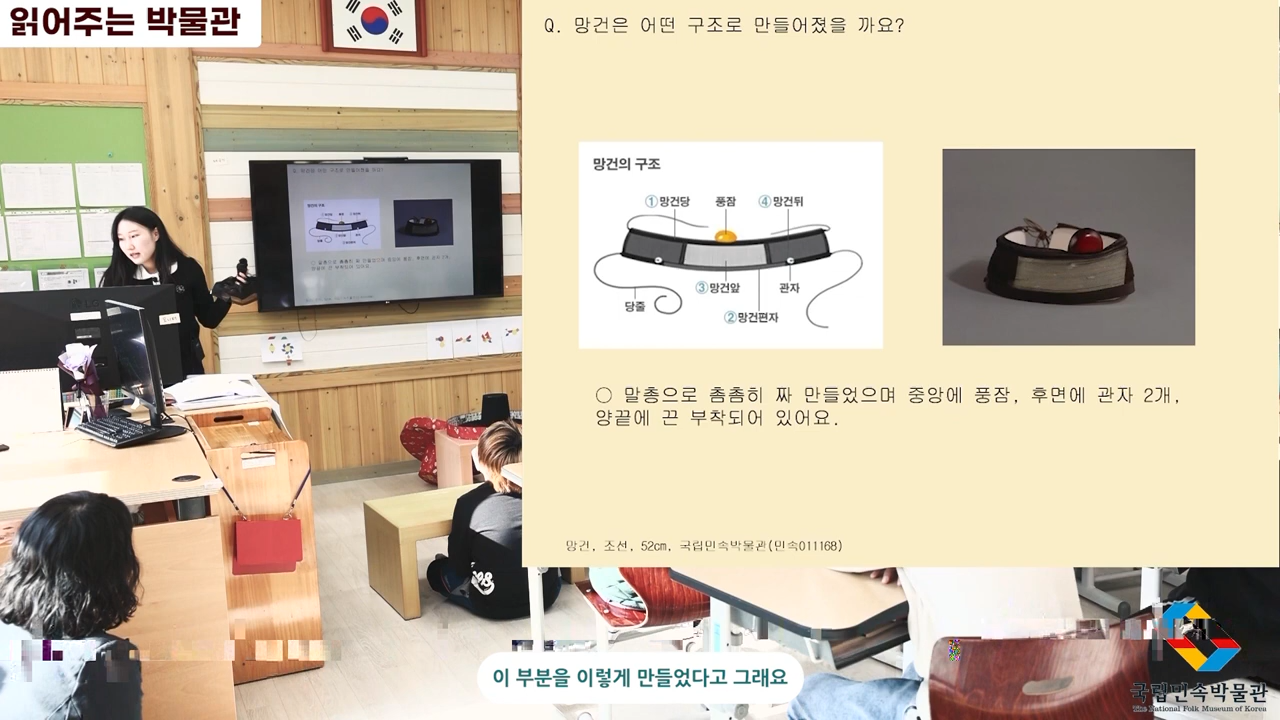 읽어주는 박물관
Q. 망건은 어떤 구조로 만들어졌을 까요?
망건의 구조
①망건당
풍잠
④망건뒤
③망건앞
관자
당줄
②망건편자
○ 말총으로 촘촘히 짜 만들었으며 중앙에 풍잠, 후면에 관자 2개,
양끝에 끈 부착되어 있어요.
망건, 조선, 52cm, 국립민속박물관(민속011168)
이 부분을 이렇게 만들었다고 그래요
국립민속박물관
The National Folk Museum of Korea